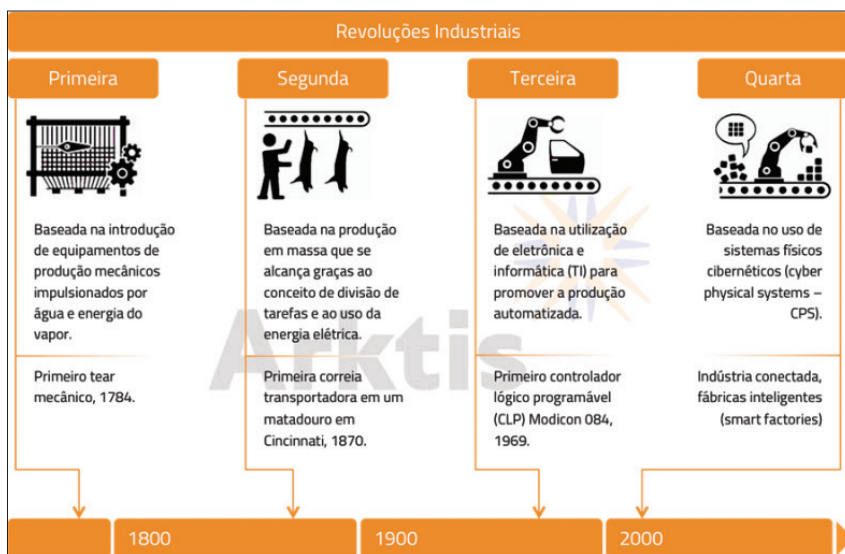 Revoluções Industriais
Primeira
Baseada na introdução
de equipamentos de
produção mecânicos
impulsionados por
água e energia do
vapor.
Primeiro tear
mecânico, 1784.
Segunda
Baseada na produção
em massa que se
alcança graças ao
conceito de divisão de
tarefas e ao uso da
energia elétrica.
Primeira correia
transportadora em um
matadouro em
Cincinnati, 1870.
Terceira
Baseada na utilização
de eletrônica e
informática (TI) para
promover a produção
automatizada.
Primeiro controlador
lógico programável
(CLP) Modicon 084,
1969.
Quarta
Baseada no uso de
sistemas físicos
cibernéticos (cyber
physical systems –
CPS).
Indústria conectada,
fábricas inteligentes
(smart factories)
Arktis
1800
1900
2000